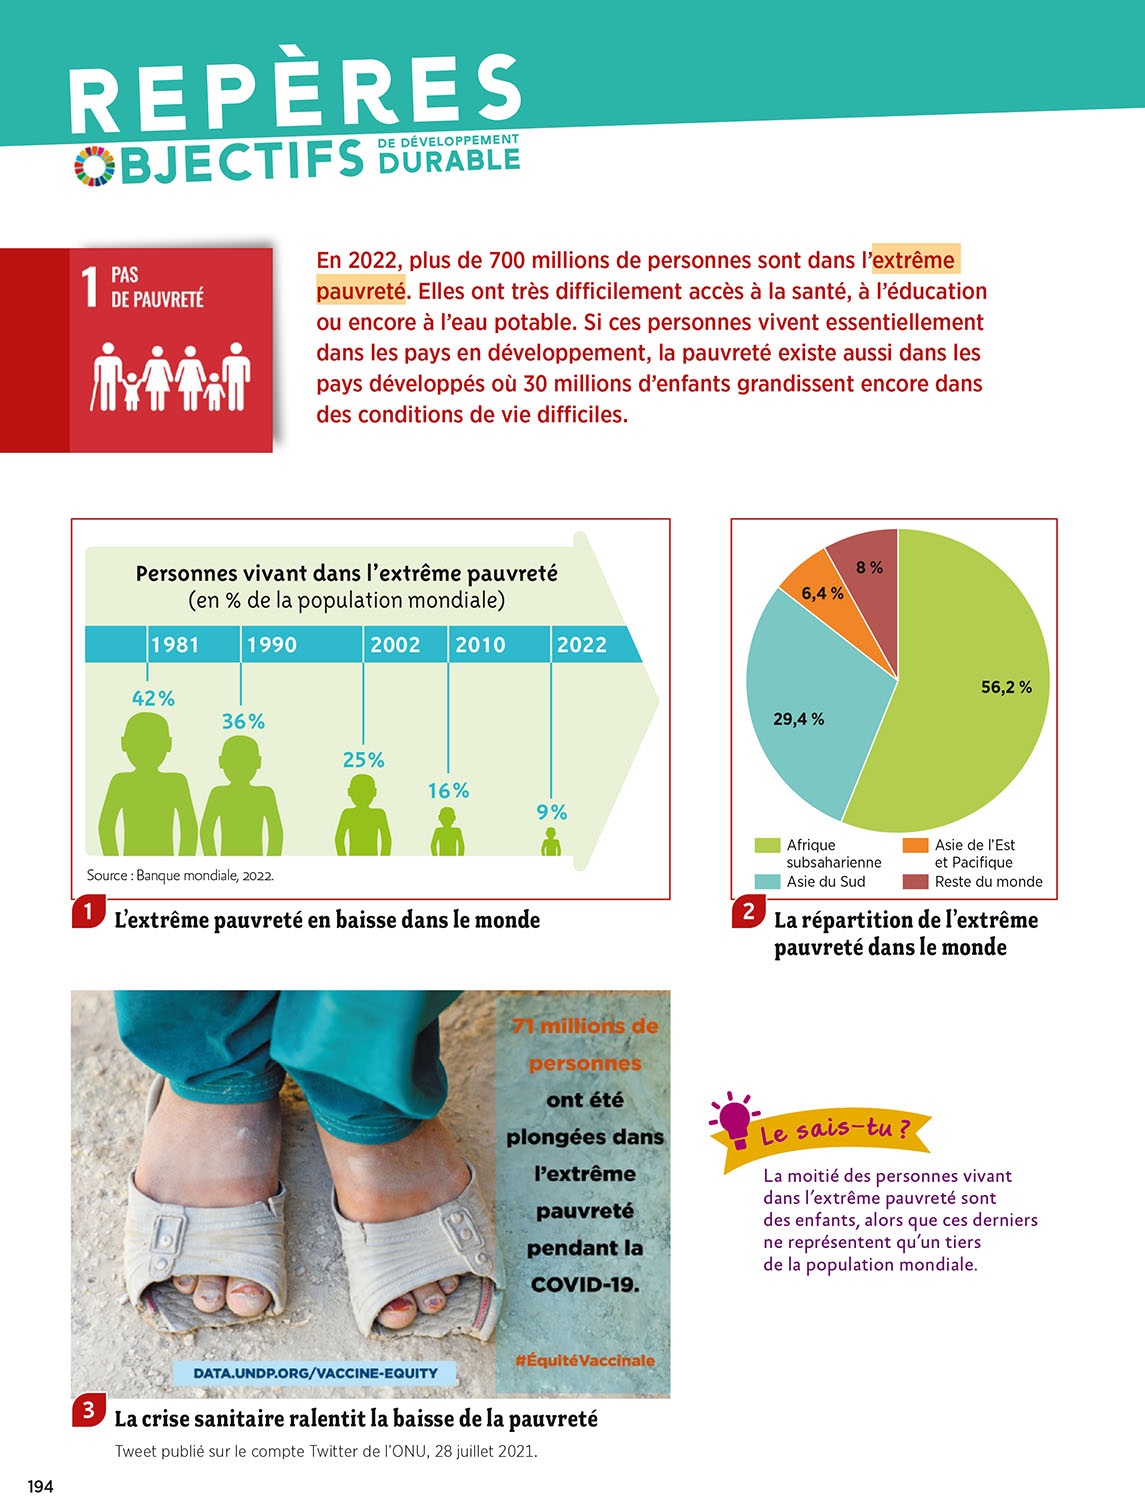 REPÈRES
OBJECTIFS DE DÉVELOPPEMENT DURABLE
1 PAS
DE PAUVRETÉ
En 2022, plus de 700 millions de personnes sont dans l’extrême
pauvreté. Elles ont très difficilement accès à la santé, à l’éducation
ou encore à l’eau potable. Si ces personnes vivent essentiellement
dans les pays en développement, la pauvreté existe aussi dans les
pays développés où 30 millions d’enfants grandissent encore dans
des conditions de vie difficiles.
Personnes vivant dans l’extrême pauvreté
(en % de la population mondiale)
1981 1990 2002 2010 2022
42%
36%
25%
16%
9%
Source : Banque mondiale, 2022.
1 L’extrême pauvreté en baisse dans le monde
8 %
6,4 %
56,2 %
29,4 %
Afrique
subsaharienne
Asie du Sud
Asie de l’Est
et Pacifique
Reste du monde
2 La répartition de l’extrême
pauvreté dans le monde
71 millions de
personnes
ont été
plongées dans
l’extrême
pauvreté
pendant la
COVID-19.
#ÉquitéVaccinale
DATA.UNDP.ORG/VACCINE-EQUITY
3 La crise sanitaire ralentit la baisse de la pauvreté
Tweet publié sur le compte Twitter de l’ONU, 28 juillet 2021.
Le sais-tu ?
La moitié des personnes vivant
dans l’extrême pauvreté sont
des enfants, alors que ces derniers
ne représentent qu’un tiers
de la population mondiale.
194